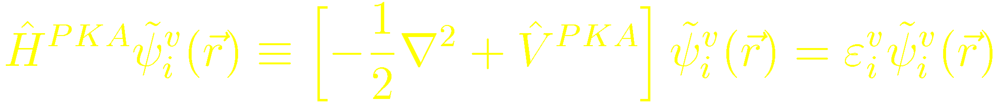 $\hat{H}^{PKA}\tilde{\psi}_i^v(\vec{r}) \equiv \left[-\frac{1}{2}\nabla^2 + \hat{V}^{PKA}\right]\tilde{\psi}_i^v(\vec{r}) = \varepsilon_i^v\tilde{\psi}_i^v(\vec{r})$